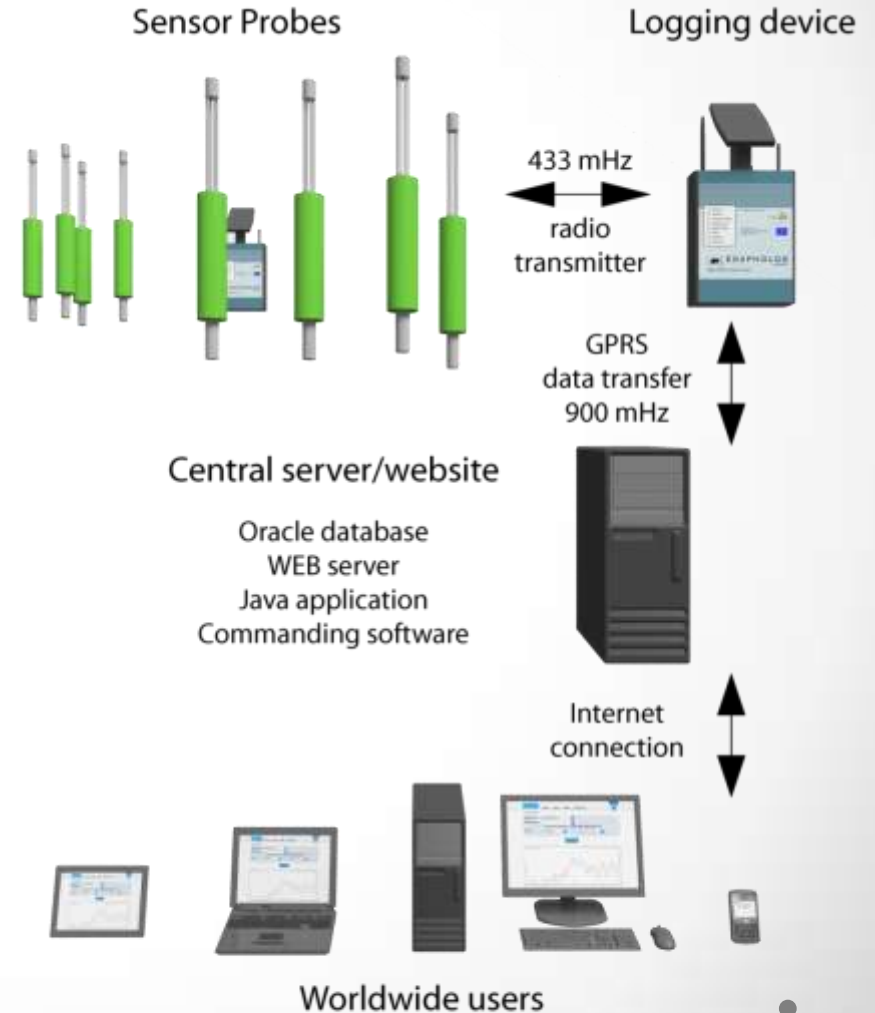 Sensor Probes
Logging device
433 mHz
radio
transmitter
GPRS
data transfer
900 mHz
Central server/website
Oracle database
WEB server
Java application
Commanding software
Internet
connection
Worldwide users